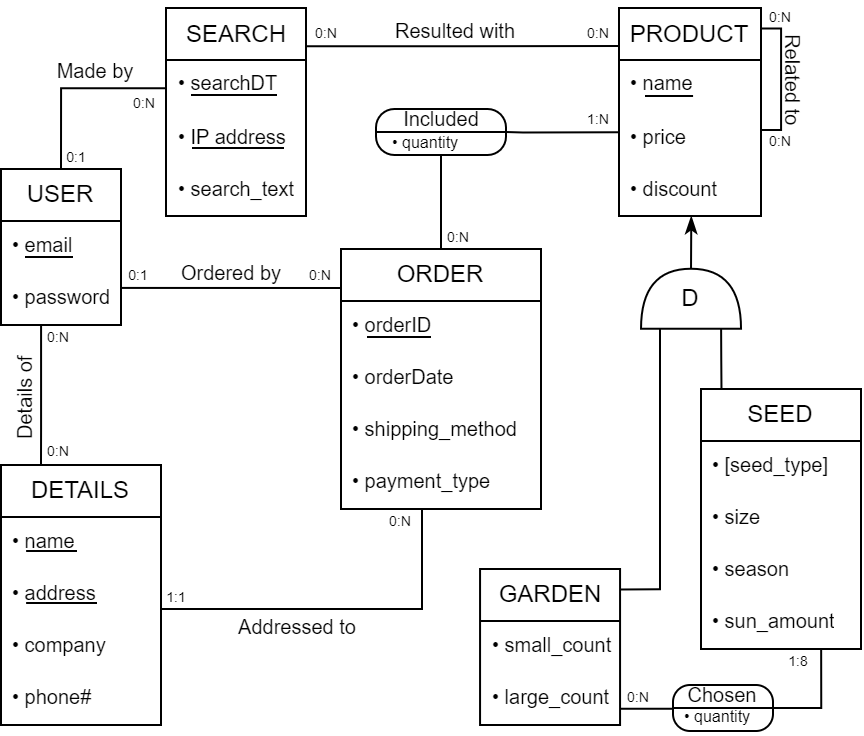 SEARCH
• searchDT
• IP address
• search_text
0:N
Resulted with
0:N
PRODUCT
• name
• price
• discount
0:N
Related to
0:N
Made by
0:N
0:1
Included
• quantity
1:N
0:N
USER
• email
• password
0:1
Ordered by
0:N
ORDER
• orderID
• orderDate
• shipping_method
• payment_type
D
0:N
Details of
0:N
SEED
• [seed_type]
• size
• season
• sun_amount
DETAILS
• name
• address
• company
• phone#
0:N
1:1
Addressed to
GARDEN
• small_count
• large_count
0:N
Chosen
• quantity
1:8